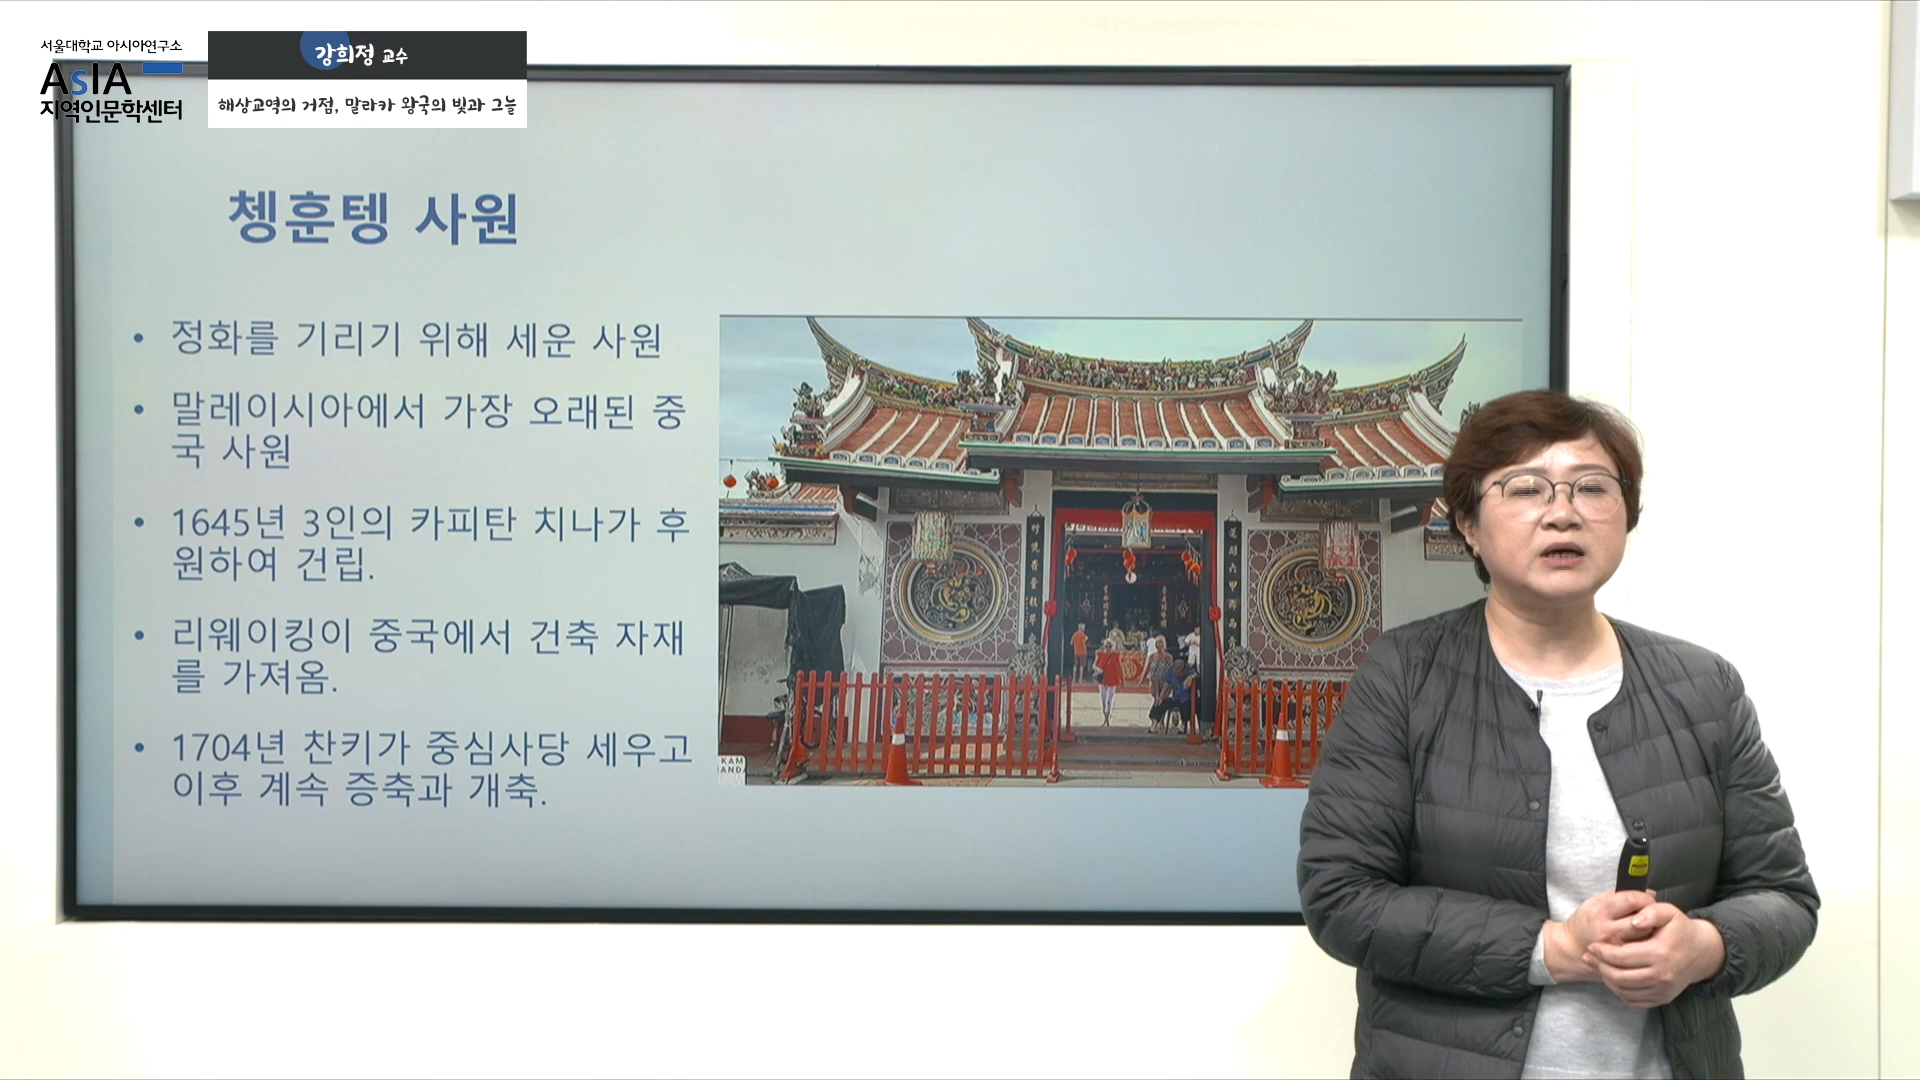 서울대학교 아시아연구소
AsIA
지역인문학센터
강희정 교수
해상교역의 거점, 말라카 왕국의 빛과 그늘
쳉훈텡 사원
• 정화를 기리기 위해 세운 사원
• 말레이시아에서 가장 오래된 중
국 사원
• 1645년 3인의 카피탄 치나가 후
원하여 건립.
• 리웨이킹이 중국에서 건축 자재
를 가져옴.
• 1704년 찬키가 중심사당 세우고
이후 계속 증축과 개축.